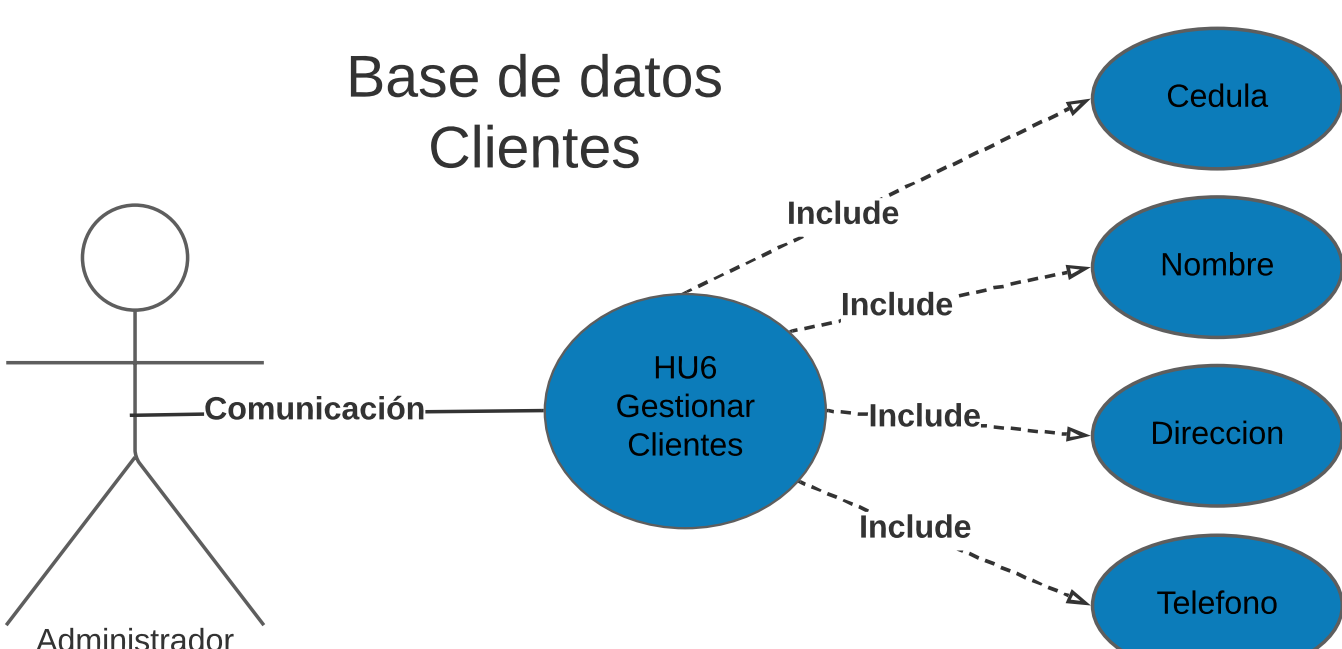 Base de datos
Clientes
Cedula
Include
Nombre
Include
HU6
Gestionar
Clientes
Comunicación
Include
Direccion
Include
Telefono
Administrador